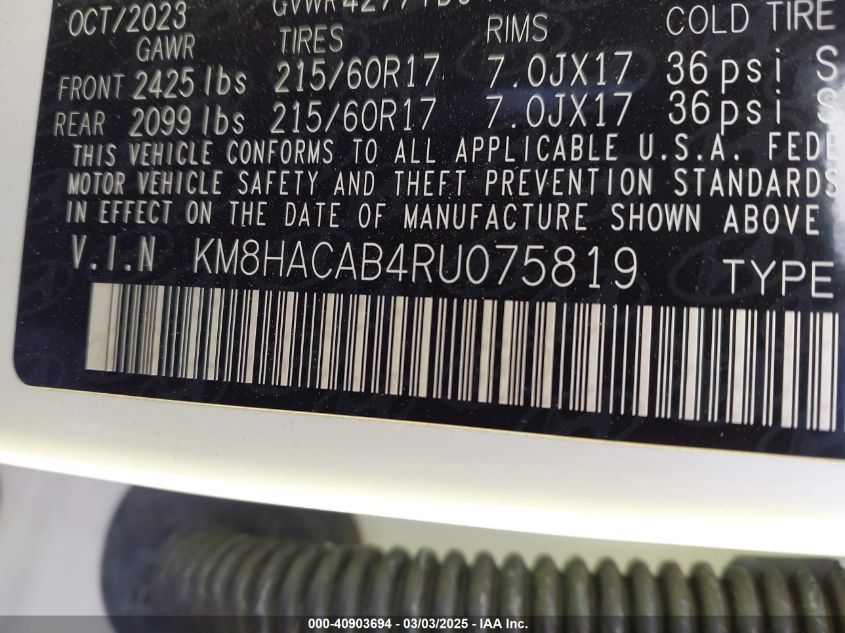 OCT/2023
GAWR TIRES RIMS COLD TIRE
FRONT 2425 lbs 215/60R17 7.0JX17 36psi S
REAR 2099 lbs 215/60R17 7.0JX17 36psi S
THIS VEHICLE CONFORMS TO ALL APPLICABLE U.S.A. FEDE
MOTOR VEHICLE SAFETY AND THEFT PREVENTION STANDARDS
IN EFFECT ON THE DATE OF MANUFACTURE SHOWN ABOVE
V.I.N KM8HACAB4RU075819 TYPE
000-40903694 • 03/03/2025 • IAA Inc.